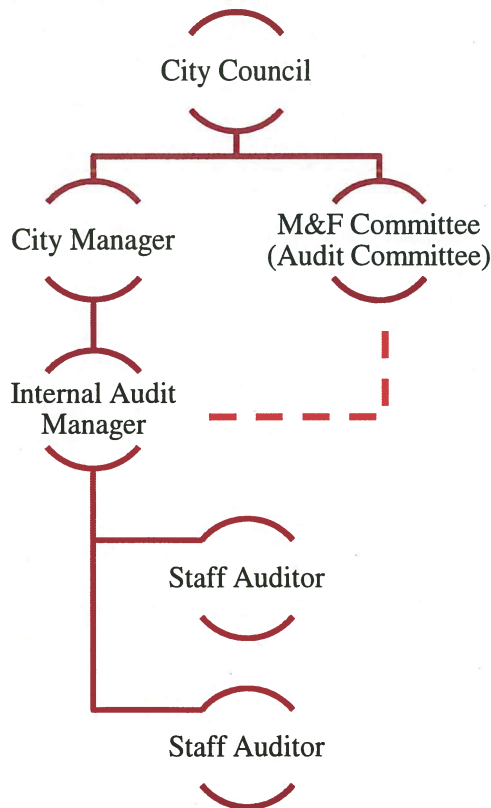 City Council
City Manager
M&F Committee
(Audit Committee)
Internal Audit
Manager
Staff Auditor
Staff Auditor